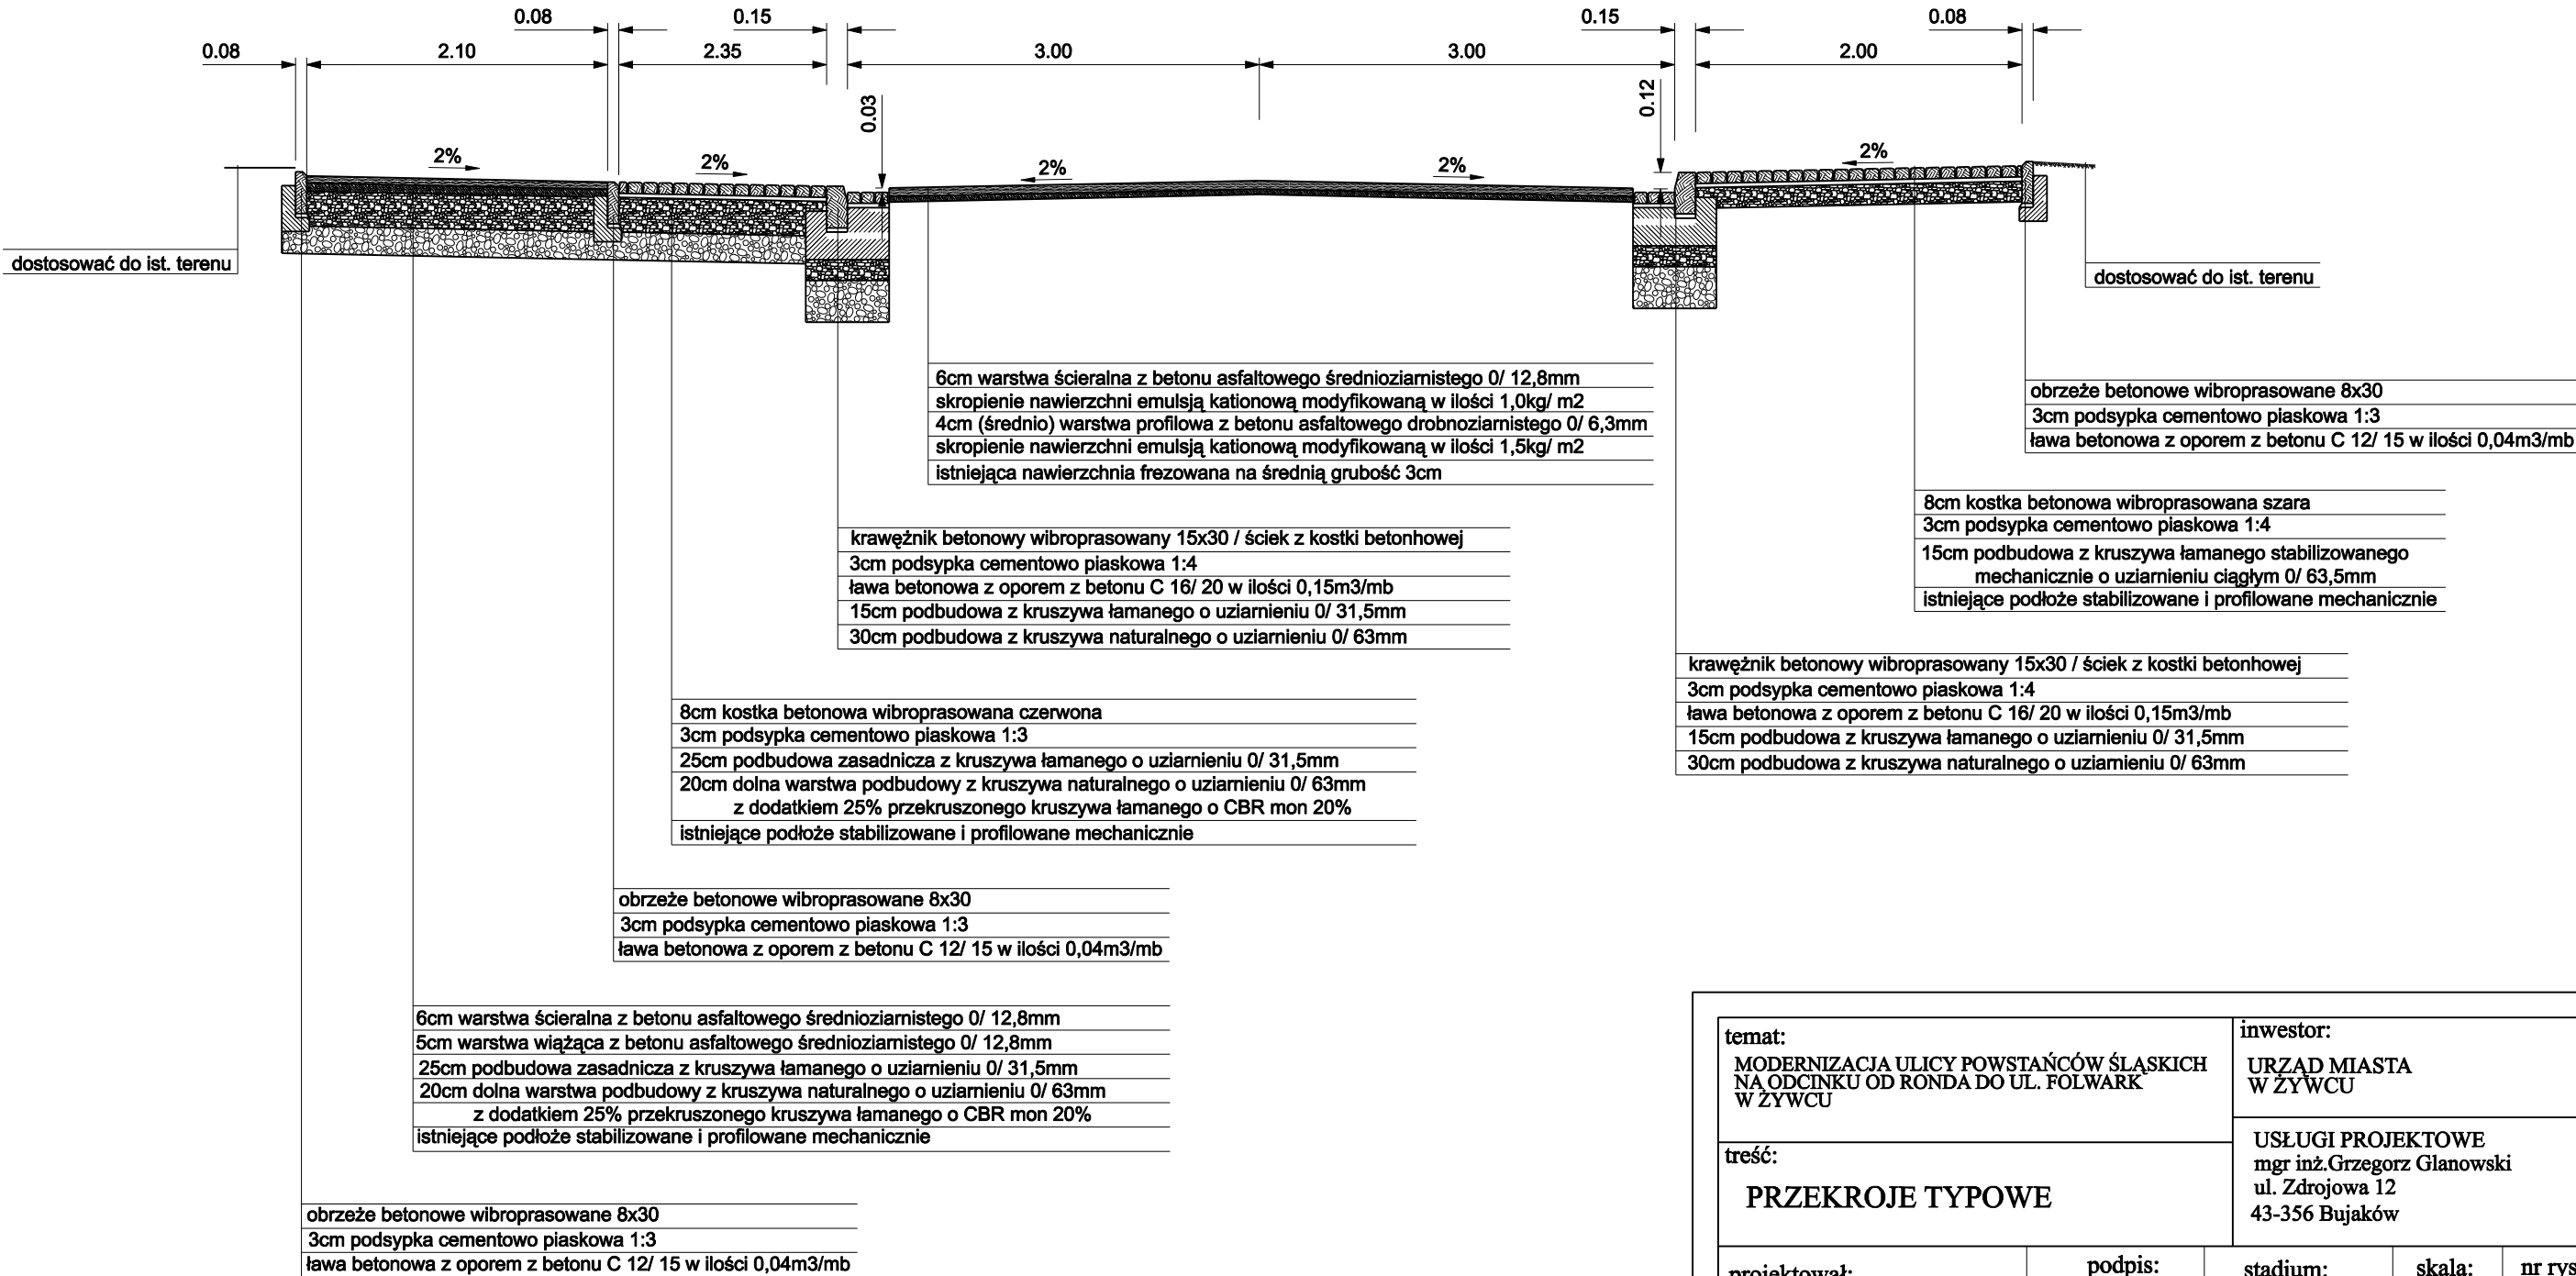 0.08
0.15
0.15
0.08
0.08
2.10
2.35
3.00
3.00
2.00
0.03
0.12
2%
2%
2%
2%
2%
dostosować do ist. terenu
dostosować do ist. terenu
6cm warstwa ścieralna z betonu asfaltowego średnioziarnistego 0/ 12,8mm
skropienie nawierzchni emulsją kationową modyfikowaną w ilości 1,0kg/ m2
4cm (średnio) warstwa profilowa z betonu asfaltowego drobnoziarnistego 0/ 6,3mm
skropienie nawierzchni emulsją kationową modyfikowaną w ilości 1,5kg/ m2
istniejąca nawierzchnia frezowana na średnią grubość 3cm
obrzeże betonowe wibroprasowane 8x30
3cm podsypka cementowo piaskowa 1:3
ława betonowa z oporem z betonu C 12/ 15 w ilości 0,04m3/mb
8cm kostka betonowa wibroprasowana szara
3cm podsypka cementowo piaskowa 1:4
15cm podbudowa z kruszywa łamanego stabilizowanego
mechanicznie o uziarnieniu ciągłym 0/ 63,5mm
istniejące podłoże stabilizowane i profilowane mechanicznie
krawężnik betonowy wibroprasowany 15x30 / ściek z kostki betonhowej
3cm podsypka cementowo piaskowa 1:4
ława betonowa z oporem z betonu C 16/ 20 w ilości 0,15m3/mb
15cm podbudowa z kruszywa łamanego o uziarnieniu 0/ 31,5mm
30cm podbudowa z kruszywa naturalnego o uziarnieniu 0/ 63mm
krawężnik betonowy wibroprasowany 15x30 / ściek z kostki betonhowej
3cm podsypka cementowo piaskowa 1:4
ława betonowa z oporem z betonu C 16/ 20 w ilości 0,15m3/mb
15cm podbudowa z kruszywa łamanego o uziarnieniu 0/ 31,5mm
30cm podbudowa z kruszywa naturalnego o uziarnieniu 0/ 63mm
8cm kostka betonowa wibroprasowana czerwona
3cm podsypka cementowo piaskowa 1:3
25cm podbudowa zasadnicza z kruszywa łamanego o uziarnieniu 0/ 31,5mm
20cm dolna warstwa podbudowy z kruszywa naturalnego o uziarnieniu 0/ 63mm
z dodatkiem 25% przekruszonego kruszywa łamanego o CBR mon 20%
istniejące podłoże stabilizowane i profilowane mechanicznie
obrzeże betonowe wibroprasowane 8x30
3cm podsypka cementowo piaskowa 1:3
ława betonowa z oporem z betonu C 12/ 15 w ilości 0,04m3/mb
6cm warstwa ścieralna z betonu asfaltowego średnioziarnistego 0/ 12,8mm
5cm warstwa wiążąca z betonu asfaltowego średnioziarnistego 0/ 12,8mm
25cm podbudowa zasadnicza z kruszywa łamanego o uziarnieniu 0/ 31,5mm
20cm dolna warstwa podbudowy z kruszywa naturalnego o uziarnieniu 0/ 63mm
z dodatkiem 25% przekruszonego kruszywa łamanego o CBR mon 20%
istniejące podłoże stabilizowane i profilowane mechanicznie
obrzeże betonowe wibroprasowane 8x30
3cm podsypka cementowo piaskowa 1:3
ława betonowa z oporem z betonu C 12/ 15 w ilości 0,04m3/mb
temat:
MODERNIZACJA ULICY POWSTAŃCÓW ŚLĄSKICH
NA ODCINKU OD RONDA DO UL. FOLWARK
W ŻYWCU
inwestor:
URZĄD MIASTA
W ŻYWCU
treść:
PRZEKROJE TYPOWE
USŁUGI PROJEKTOWE
mgr inż.Grzegorz Glanowski
ul. Zdrojowa 12
43-356 Bujaków
projektował:
podpis:
stadium:
skala:
nr rys